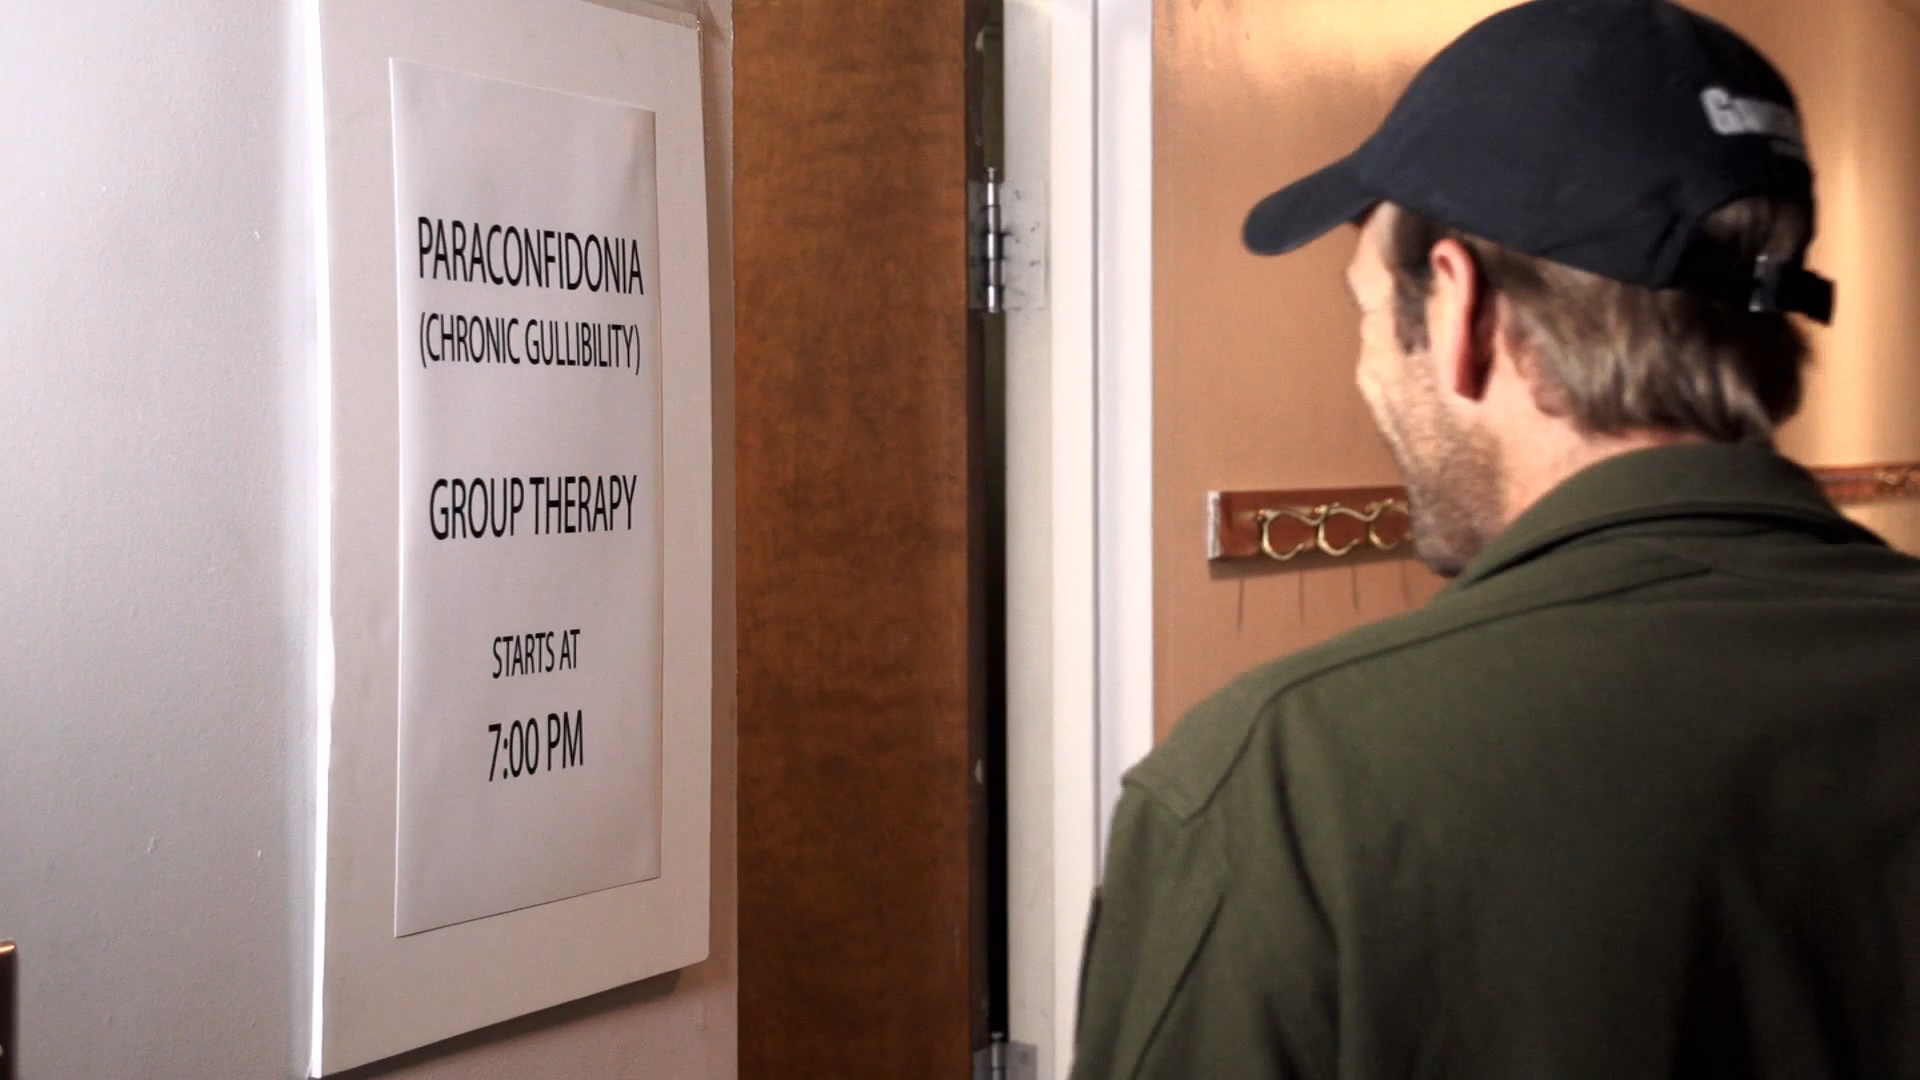 PARACONFIDONIA
(CHRONIC GULLIBILITY)
GROUP THERAPY
STARTS AT
7:00 PM